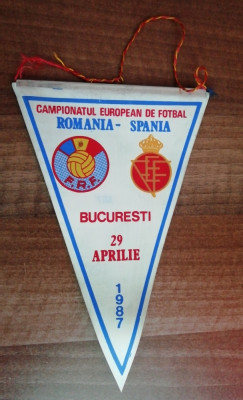 CAMPIONATUL EUROPEAN DE FOTBAL
ROMANIA - SPANIA
F.R.F.
BUCURESTI
29
APRILIE
1987